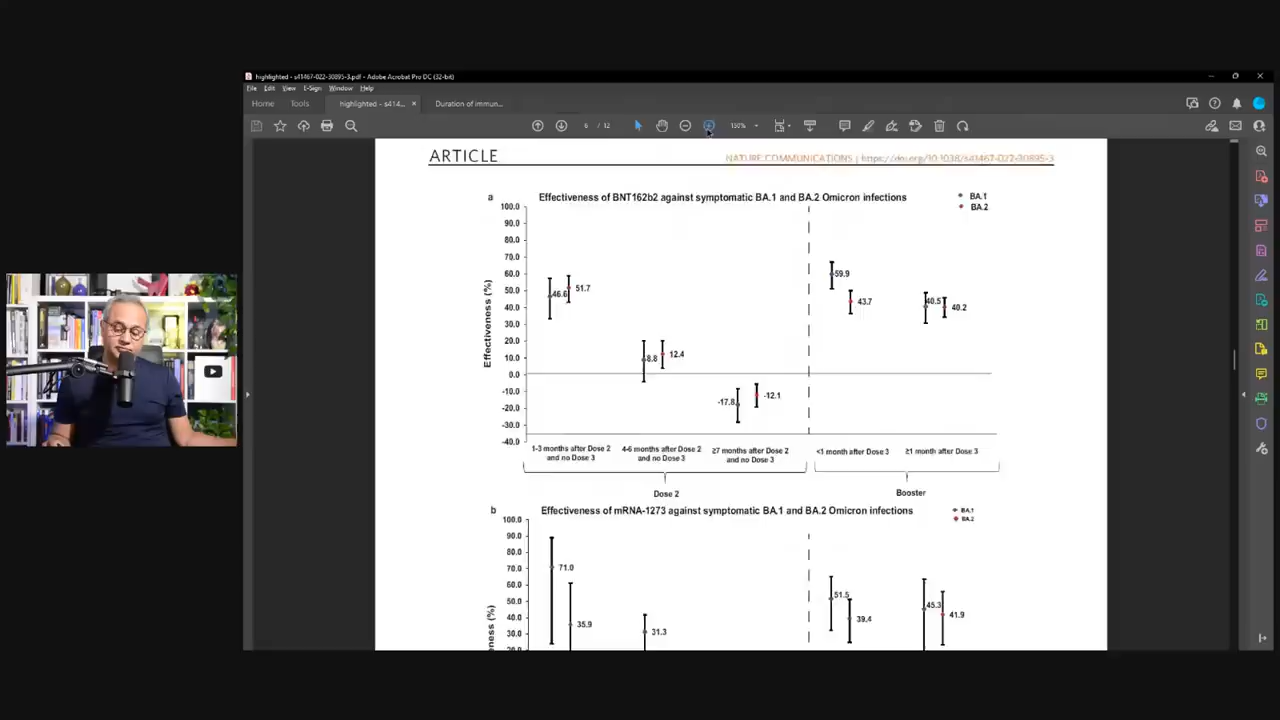 highlighted - s41467-022-30895-3.pdf - Adobe Acrobat Pro DC (32-bit)
File Edit View E-Sign Window Help
Home Tools highlighted - s414... × Duration of immun...
6 / 12 150%
ARTICLE NATURE COMMUNICATIONS | https://doi.org/10.1038/s41467-022-30895-3
a Effectiveness of BNT162b2 against symptomatic BA.1 and BA.2 Omicron infections
BA.1
BA.2
Effectiveness (%)
100.0
90.0
80.0
70.0
60.0
50.0
40.0
30.0
20.0
10.0
0.0
-10.0
-20.0
-30.0
-40.0
46.6 51.7
8.8 12.4
-17.8 -12.1
59.9 43.7
40.5 40.2
1-3 months after Dose 2 and no Dose 3
4-6 months after Dose 2 and no Dose 3
≥7 months after Dose 2 and no Dose 3
<1 month after Dose 3
≥1 month after Dose 3
Dose 2 Booster
b Effectiveness of mRNA-1273 against symptomatic BA.1 and BA.2 Omicron infections
BA.1
BA.2
100.0
90.0
80.0
70.0
60.0
50.0
40.0
30.0
71.0 35.9
31.3
51.5 39.4
45.3 41.9